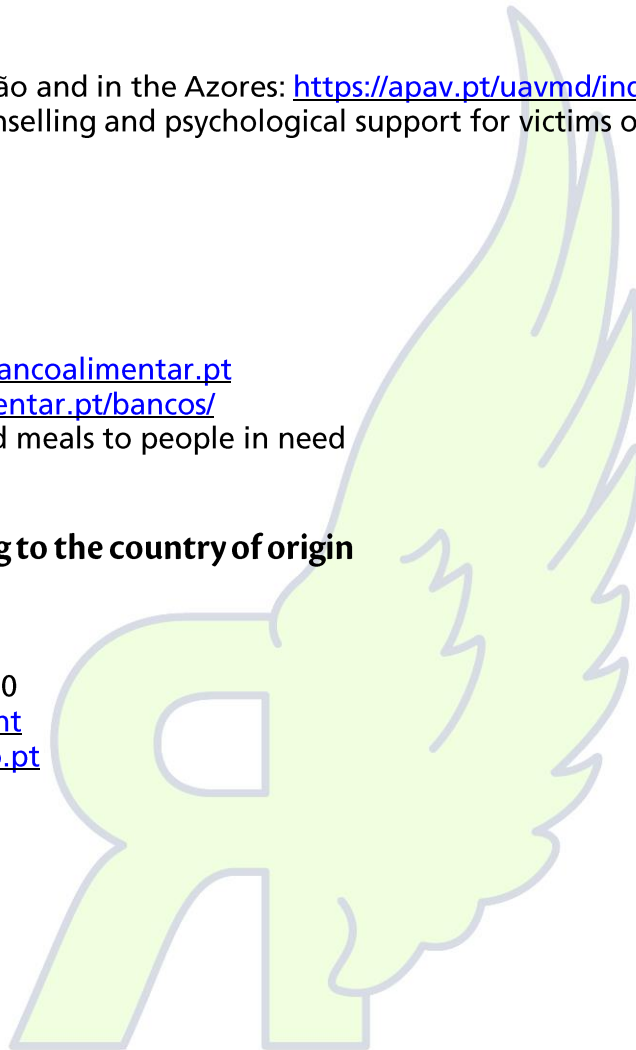 ão and in the Azores: https://apav.pt/uavmd/ind
nselling and psychological support for victims o
ancoalimentar.pt
entar.pt/bancos/
d meals to people in need
g to the country of origin
0
nt
o.pt